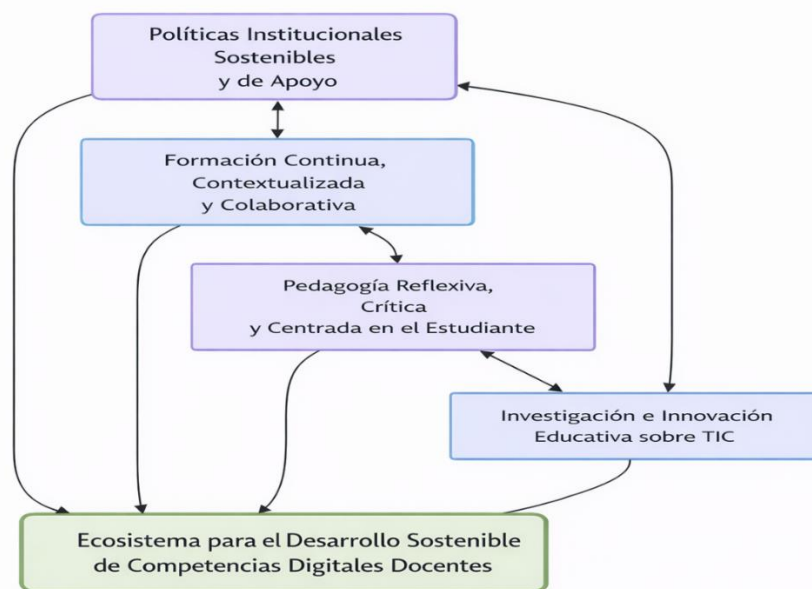 Políticas Institucionales
Sostenibles
y de Apoyo
Formación Continua,
Contextualizada
y Colaborativa
Pedagogía Reflexiva,
Crítica
y Centrada en el Estudiante
Investigación e Innovación
Educativa sobre TIC
Ecosistema para el Desarrollo Sostenible
de Competencias Digitales Docentes